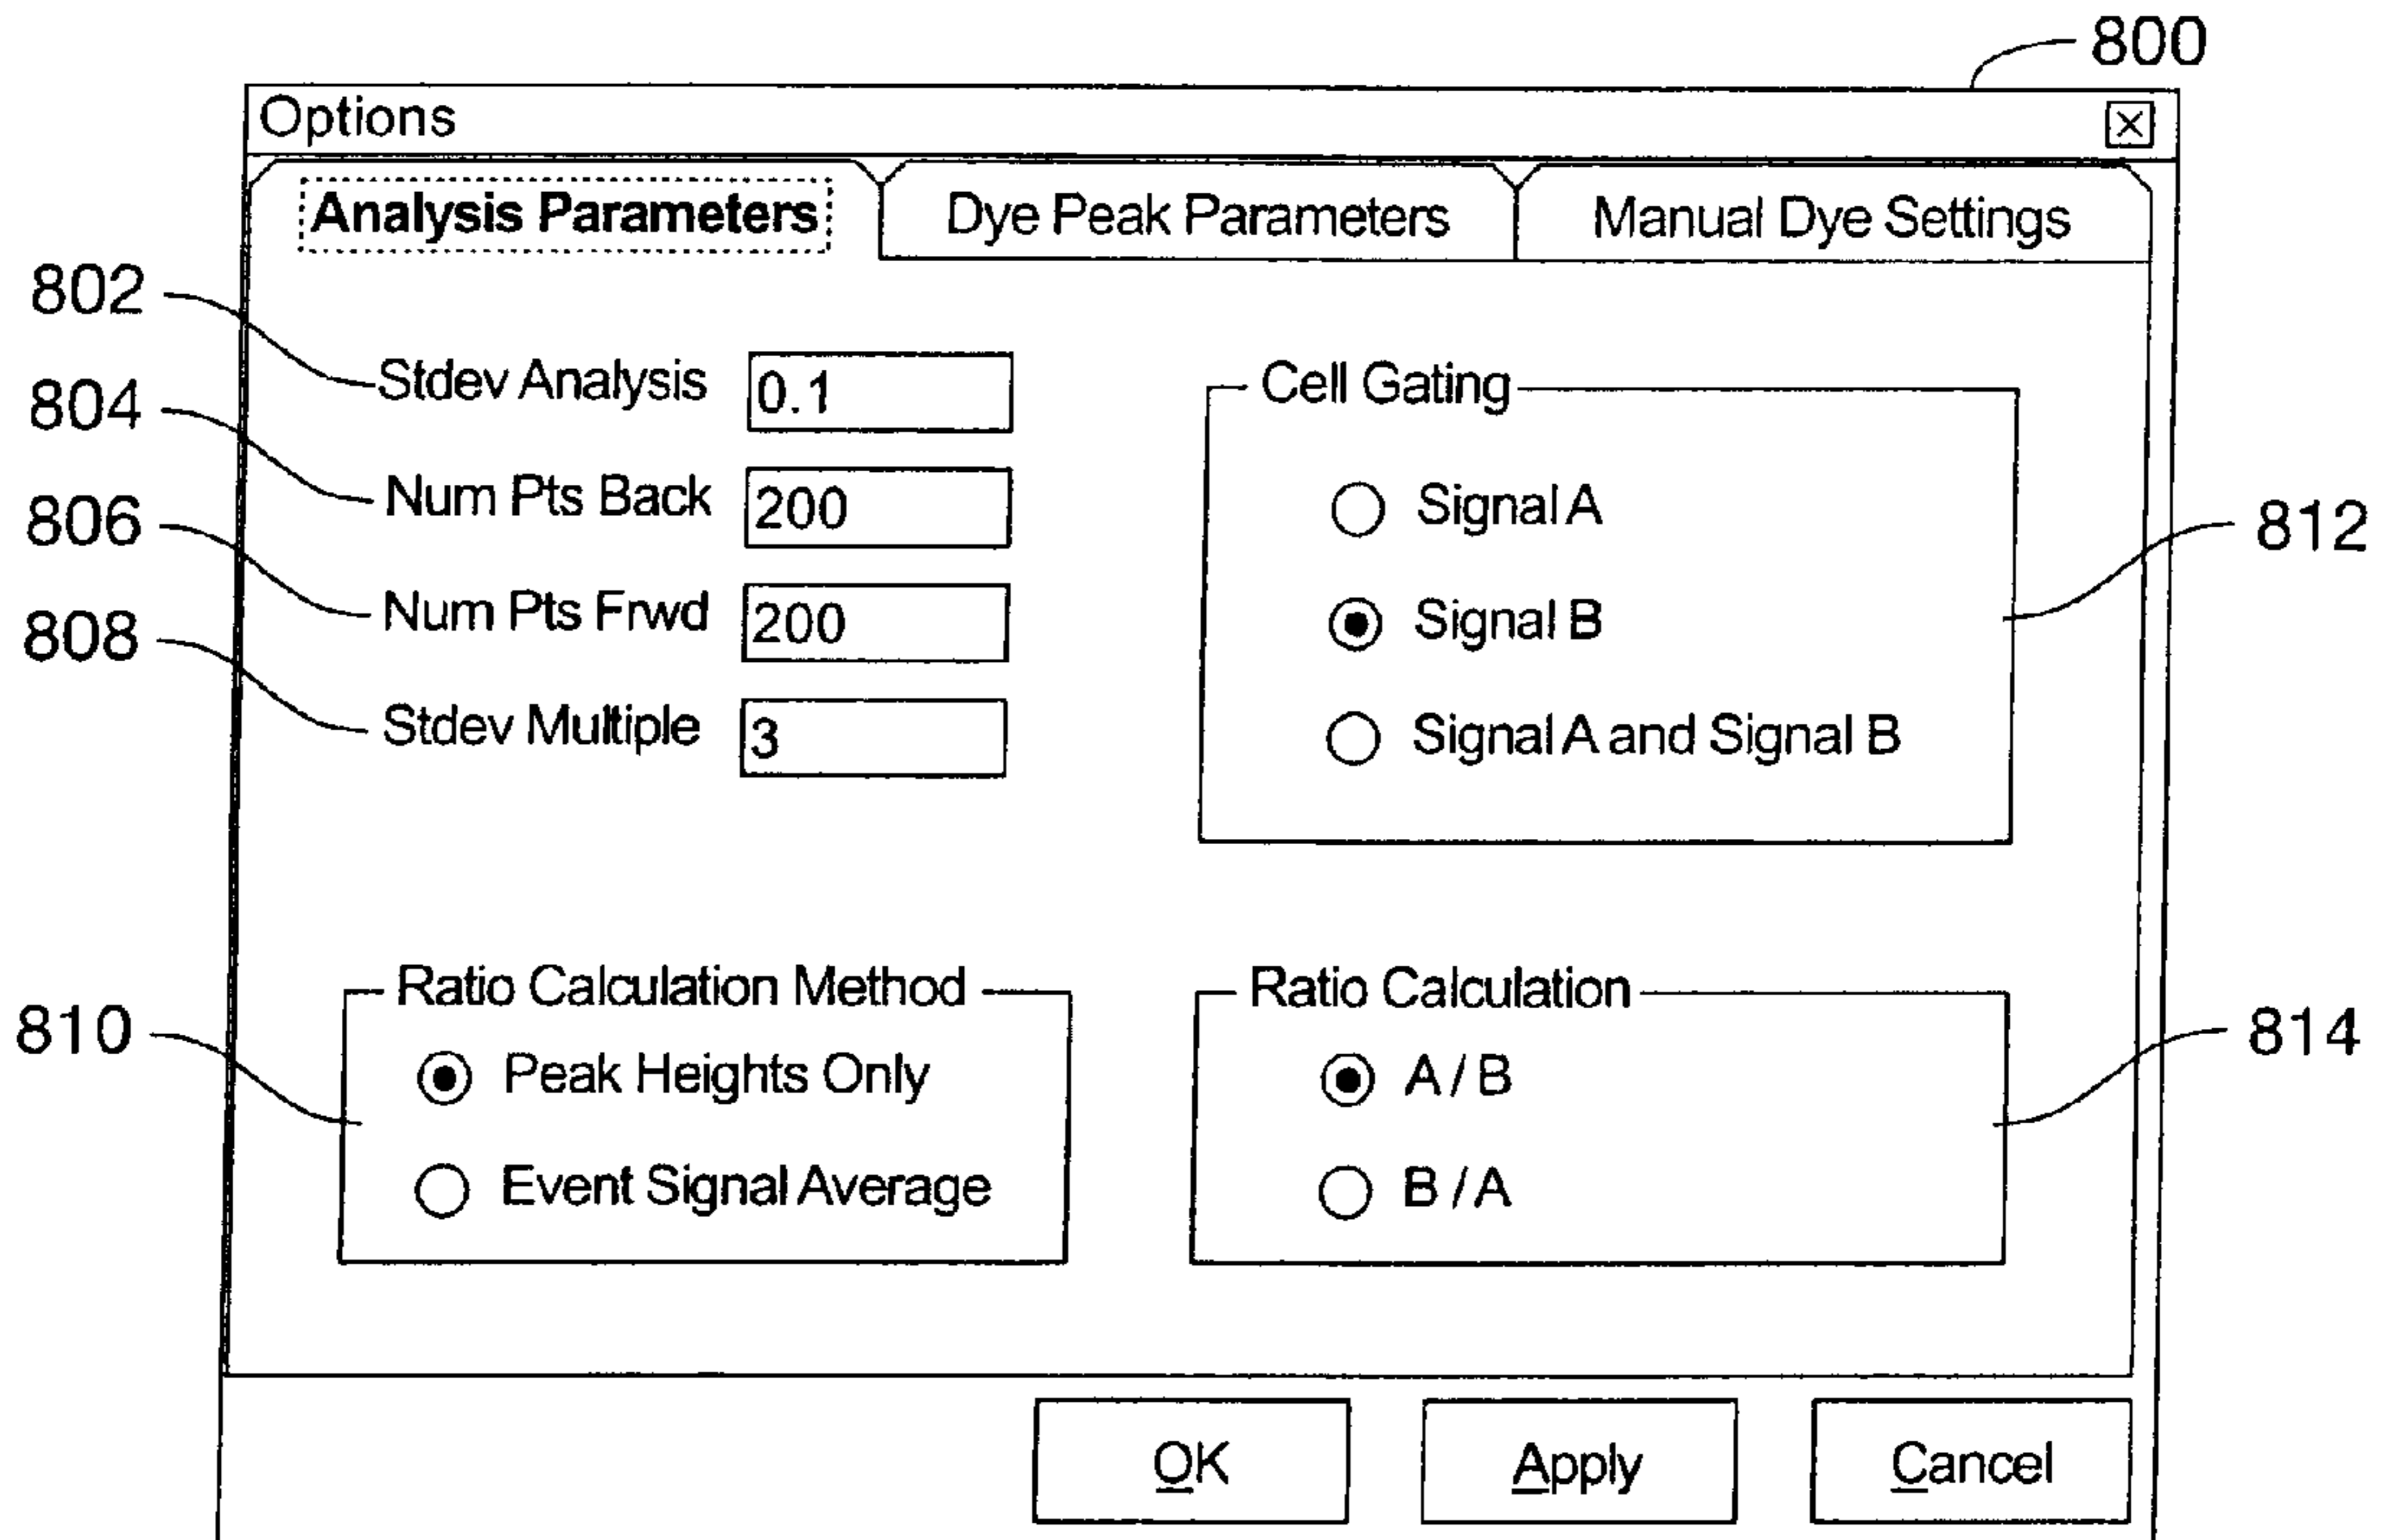 800
Options
Analysis Parameters
Dye Peak Parameters
Manual Dye Settings
802
Stdev Analysis
0.1
804
Num Pts Back
200
806
Num Pts Frwd
200
808
Stdev Multiple
3
Cell Gating
Signal A
Signal B
Signal A and Signal B
812
Ratio Calculation Method
810
Peak Heights Only
Event Signal Average
Ratio Calculation
A / B
B / A
814
OK
Apply
Cancel